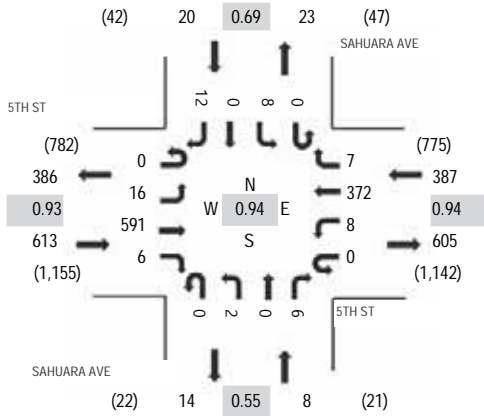 (42) 20 0.69 23 (47)
SAHUARA AVE
12 0 8 0
5TH ST
(782) (775)
0 7
386 387
16 372
N
0.93 W 0.94 E 0.94
591 8
S
613 605
6 0
(1,155) (1,142)
0 2 0 6
5TH ST
SAHUARA AVE
(22) 14 0.55 8 (21)